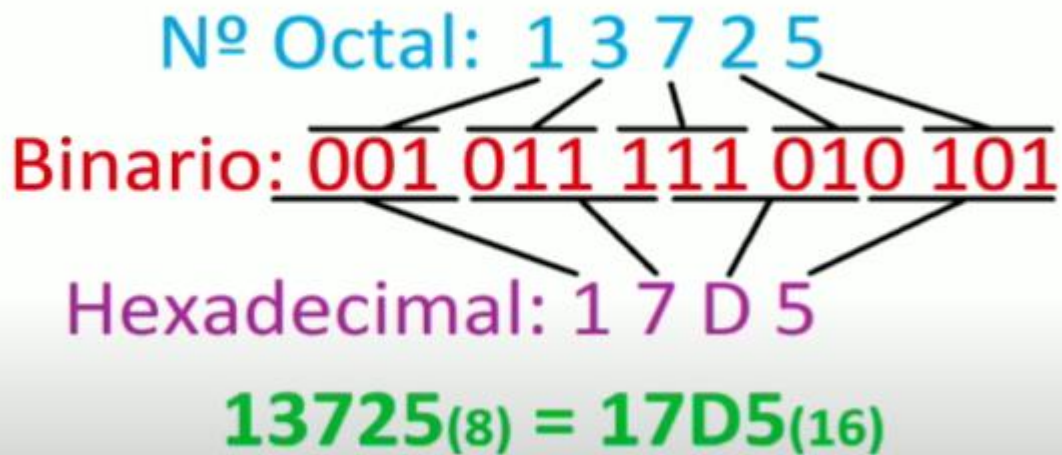 Nº Octal: 1 3 7 2 5
Binario: 001 011 111 010 101
Hexadecimal: 1 7 D 5
13725(8) = 17D5(16)